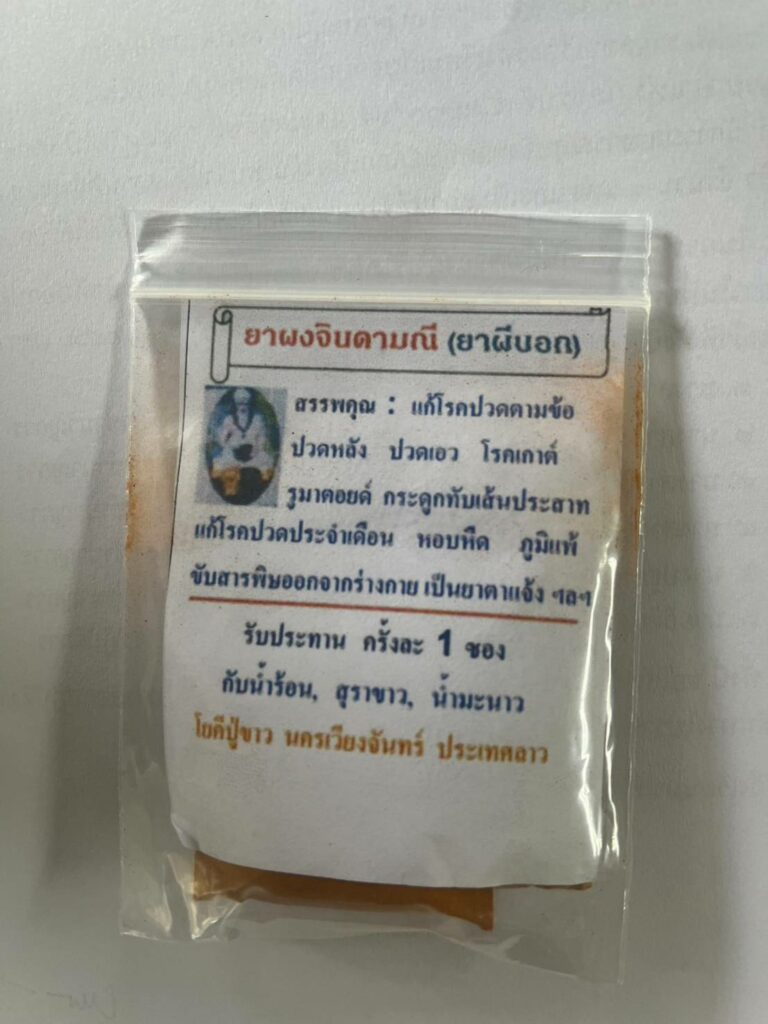 ยาผงจินดามณี (ยาผีบอก)
สรรพคุณ : แก้โรคปวดตามข้อ
ปวดหลัง ปวดเอว โรคเกาต์
รูมาตอยด์ กระดูกทับเส้นประสาท
แก้โรคปวดประจำเดือน หอบหืด ภูมิแพ้
ขับสารพิษออกจากร่างกาย เป็นยาตาแจ้ง ฯลฯ
รับประทาน ครั้งละ 1 ซอง
กับน้ำร้อน, สุราขาว, น้ำมะนาว
โยคีปู่ขาว นครเวียงจันทร์ ประเทศลาว